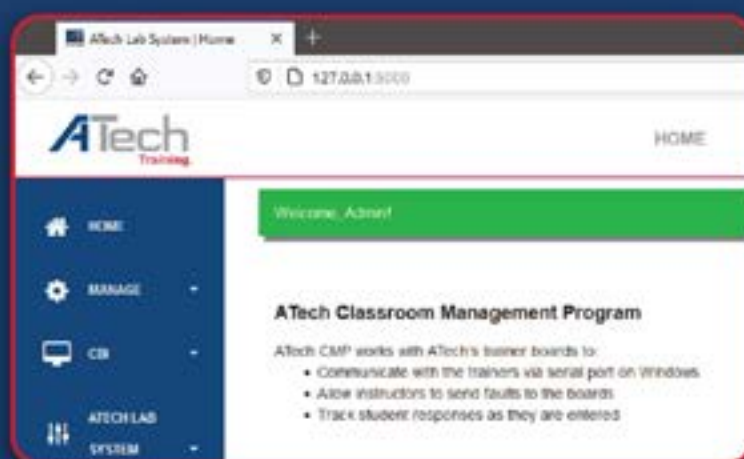 ATech Lab System | Home
127.0.0.1:5000
ATech
Training.
HOME
HOME
MANAGE
CBI
ATECH LAB
SYSTEM
Welcome, Admin!
ATech Classroom Management Program
ATech CMP works with ATech's trainer boards to:
• Communicate with the trainers via serial port on Windows
• Allow instructors to send faults to the boards
• Track student responses as they are entered